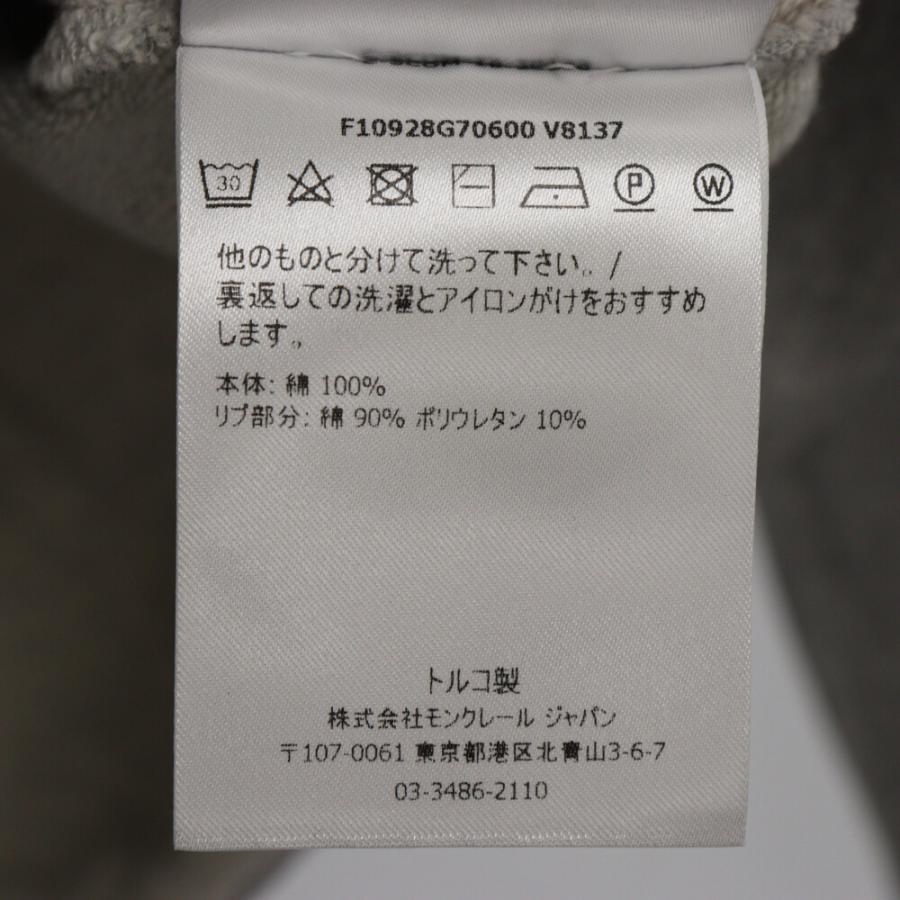 F10928G70600 V8137
30 P W
他のものと分けて洗って下さい。/
裏返しての洗濯とアイロンがけをおすすめ
します。
本体: 綿 100%
リブ部分: 綿 90% ポリウレタン 10%
トルコ製
株式会社モンクレール ジャパン
〒107-0061 東京都港区北青山3-6-7
03-3486-2110